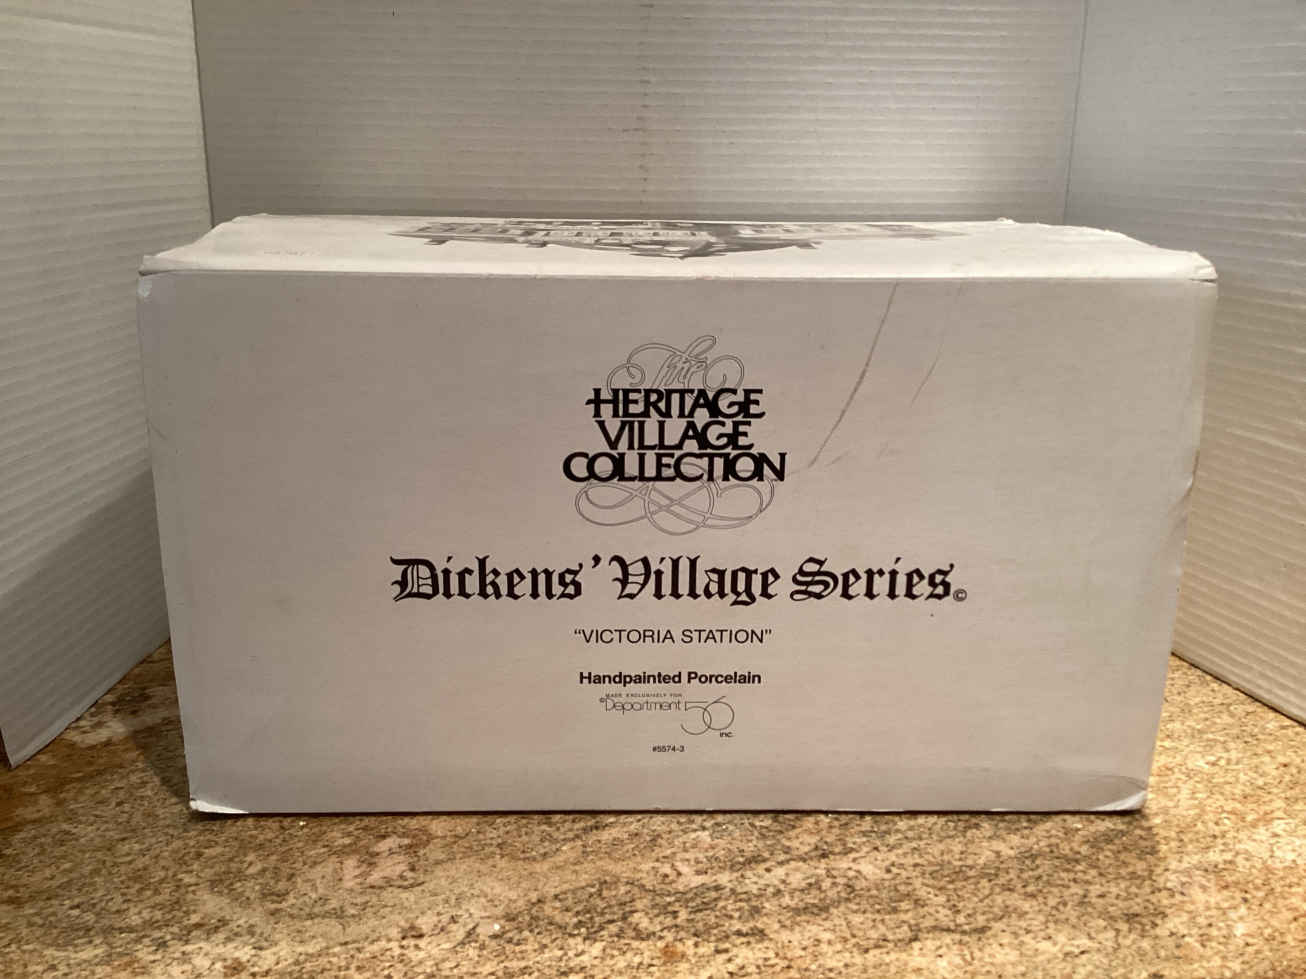 The
HERITAGE
VILLAGE
COLLECTION
Dickens' Village Series©
“VICTORIA STATION”
Handpainted Porcelain
MADE EXCLUSIVELY FOR
©Department 56
inc.
#5574-3